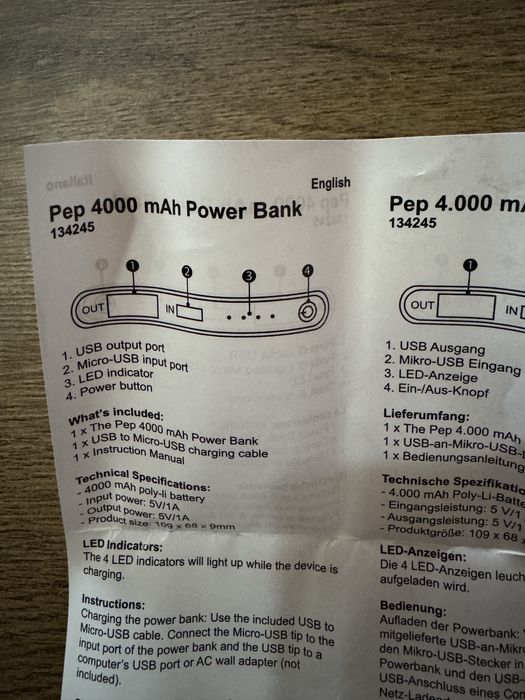 Italiano
English
Pep 4000 mAh Power Bank
134245
1
2
3
4
OUT
IN
1. USB output port
2. Micro-USB input port
3. LED indicator
4. Power button
What's included:
1 x The Pep 4000 mAh Power Bank
1 x USB to Micro-USB charging cable
1 x Instruction Manual
Technical Specifications:
- 4000 mAh poly-li battery
- Input power: 5V/1A
- Output power: 5V/1A
- Product size: 109 x 68 x 9mm
LED Indicators:
The 4 LED indicators will light up while the device is
charging.
Instructions:
Charging the power bank: Use the included USB to
Micro-USB cable. Connect the Micro-USB tip to the
input port of the power bank and the USB tip to a
computer's USB port or AC wall adapter (not
included).
Pep 4.000
134245
1
OUT
IN
1. USB Ausgang
2. Mikro-USB Eingang
3. LED-Anzeige
4. Ein-/Aus-Knopf
Lieferumfang:
1 x The Pep 4.000 mAh
1 x USB-an-Mikro-USB-
1 x Bedienungsanleitung
Technische
- 4.000 mAh Poly-Li-
- Eingangsleistung: 5 V/1
- Ausgangsleistung: 5 V/1
- Produktgröße: 109 x 68
LED-Anzeigen:
Die 4 LED-Anzeigen
aufgeladen wird.
Bedienung:
Aufladen der Powerbank:
mitgelieferte USB-an-
den Mikro-USB-Stecker in
Powerbank und den USB-
USB-Anschluss eines